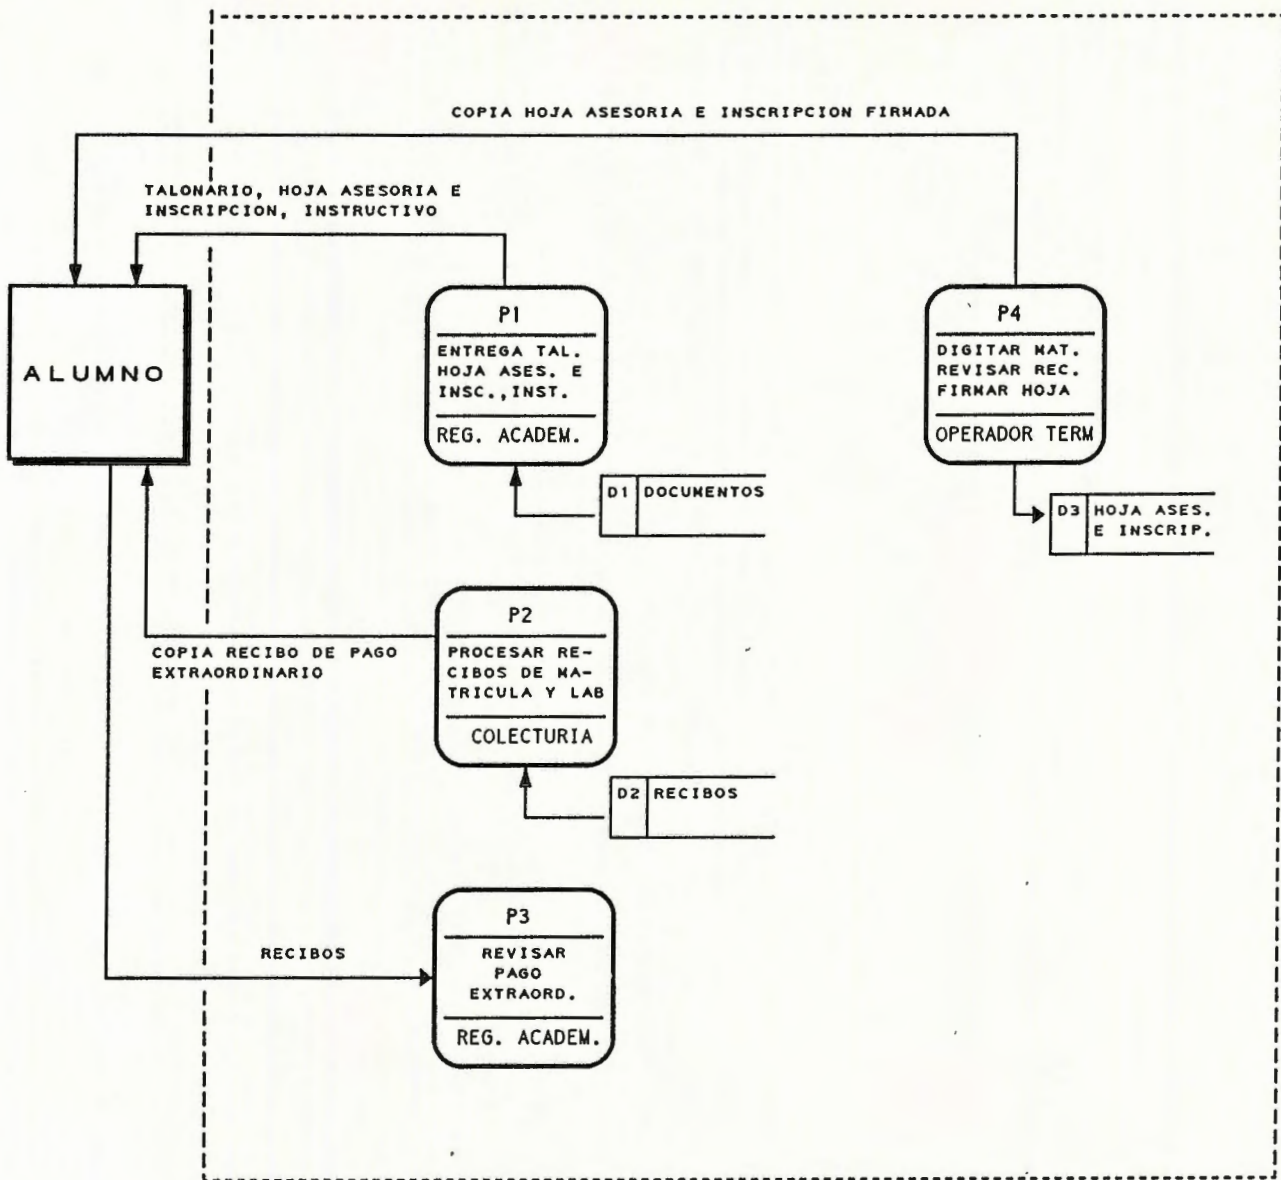 COPIA HOJA ASESORIA E INSCRIPCION FIRMADA
TALONARIO, HOJA ASESORIA E
INSCRIPCION, INSTRUCTIVO
ALUMNO
P1
ENTREGA TAL.
HOJA ASES. E
INSC.,INST.
REG. ACADEM.
P4
DIGITAR MAT.
REVISAR REC.
FIRMAR HOJA
OPERADOR TERM
D1 DOCUMENTOS
D3 HOJA ASES.
E INSCRIP.
P2
PROCESAR RE-
CIBOS DE MA-
TRICULA Y LAB
COLECTURIA
COPIA RECIBO DE PAGO
EXTRAORDINARIO
D2 RECIBOS
P3
REVISAR
PAGO
EXTRAORD.
REG. ACADEM.
RECIBOS